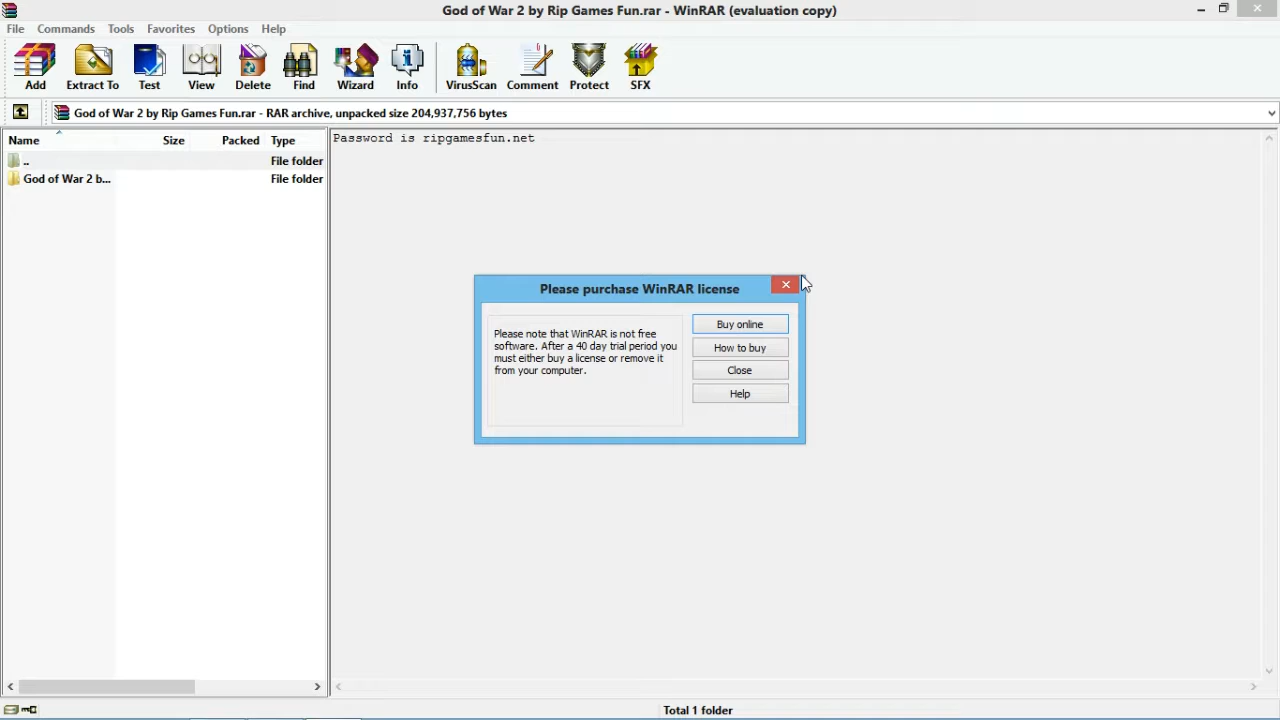 God of War 2 by Rip Games Fun.rar - WinRAR (evaluation copy)
File Commands Tools Favorites Options Help
Add Extract To Test View Delete Find Wizard Info VirusScan Comment Protect SFX
God of War 2 by Rip Games Fun.rar - RAR archive, unpacked size 204,937,756 bytes
Name Size Packed Type
.. File folder
God of War 2 b... File folder
Password is ripgamesfun.net
Please purchase WinRAR license
Please note that WinRAR is not free
software. After a 40 day trial period you
must either buy a license or remove it
from your computer.
Buy online
How to buy
Close
Help
Total 1 folder